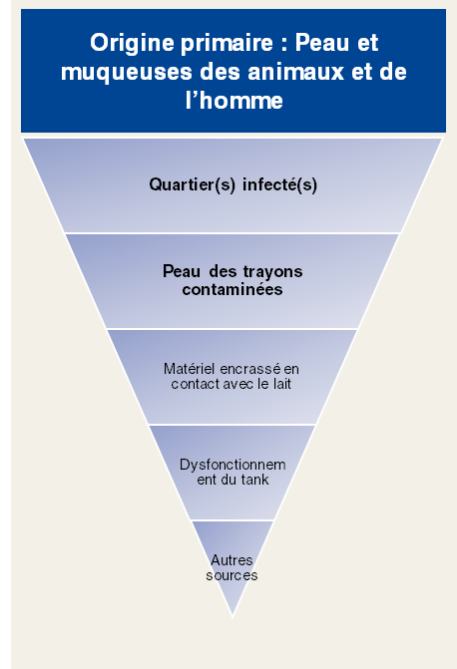 Origine primaire : Peau et
muqueuses des animaux et de
l'homme
Quartier(s) infecté(s)
Peau des trayons
contaminées
Matériel encrassé en
contact avec le lait
Dysfonctionnem
ent du tank
Autres
sources